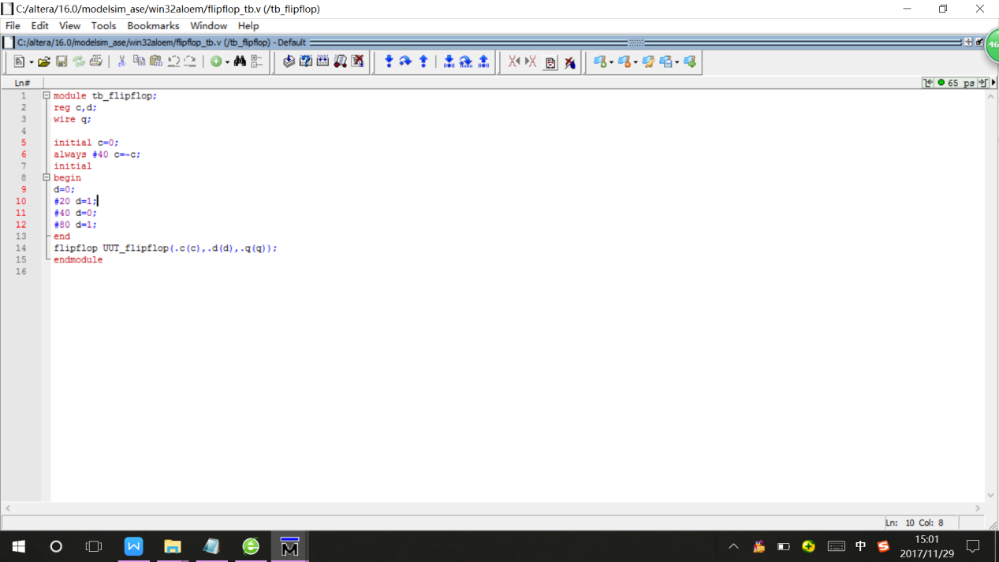 C:/altera/16.0/modelsim_ase/win32aloem/flipflop_tb.v (/tb_flipflop)
File Edit View Tools Bookmarks Window Help
C:/altera/16.0/modelsim_ase/win32aloem/flipflop_tb.v (/tb_flipflop) - Default
46
Ln# 65 ps
1 module tb_flipflop;
2 reg c,d;
3 wire q;
4
5 initial c=0;
6 always #40 c=~c;
7 initial
8 begin
9 d=0;
10 #20 d=1;
11 #40 d=0;
12 #80 d=1;
13 end
14 flipflop UUT_flipflop(.c(c),.d(d),.q(q));
15 endmodule
16
Ln: 10 Col: 8
中 15:01
2017/11/29